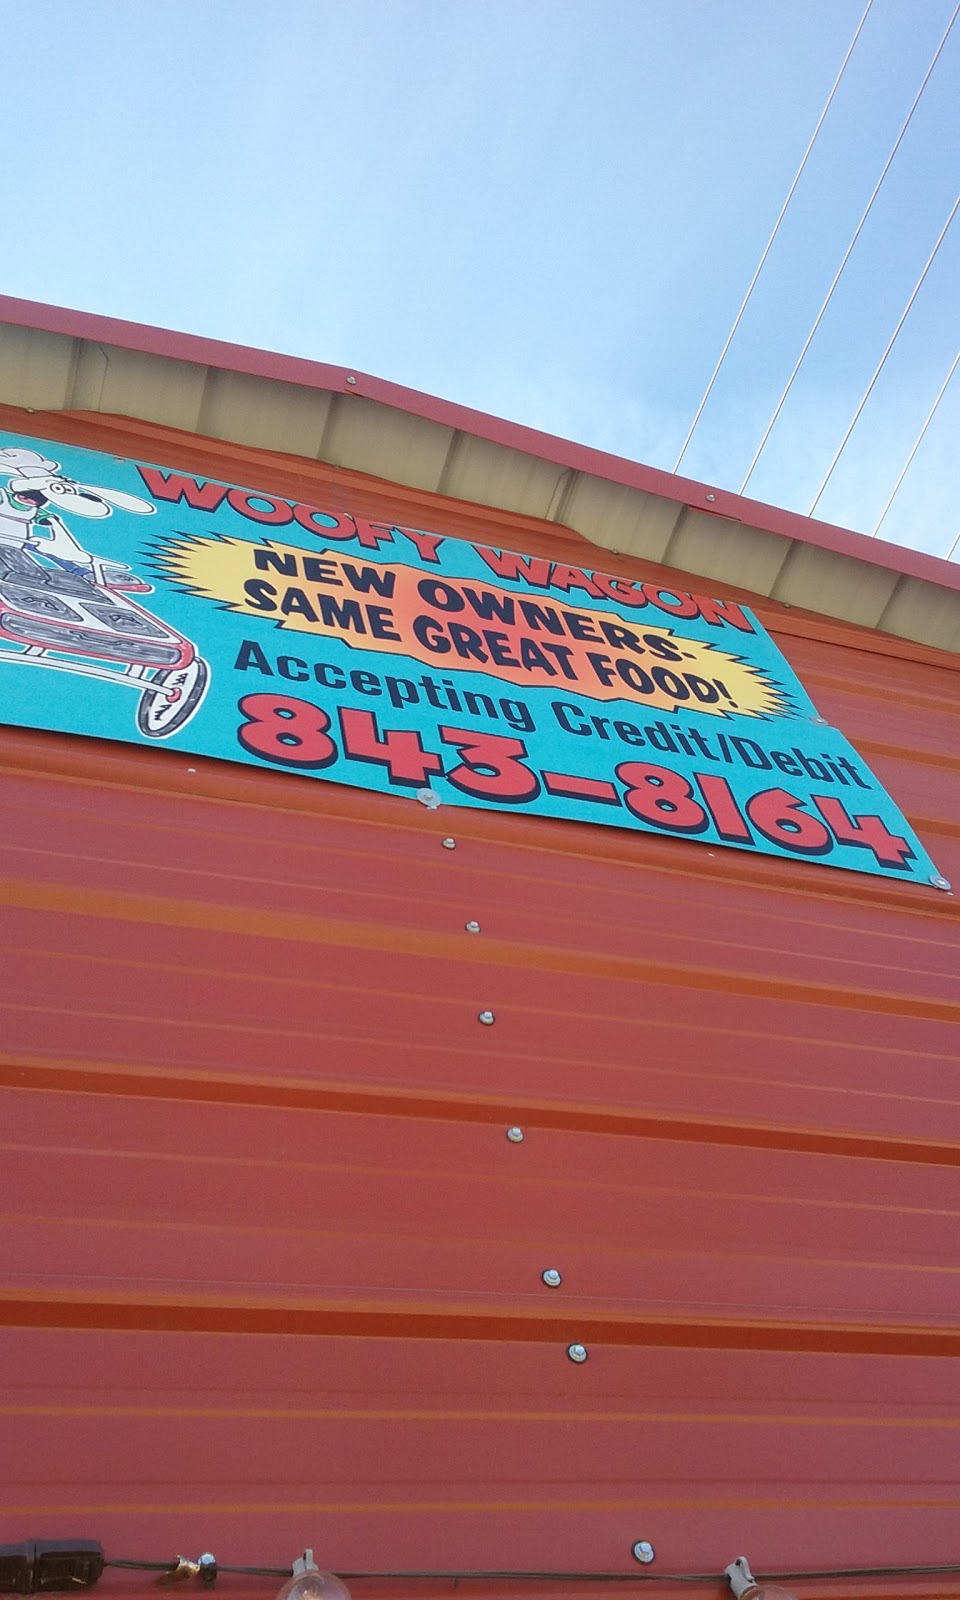 WOOFY WAGON
NEW OWNERS-
SAME GREAT FOOD!
Accepting Credit/Debit
843-8164